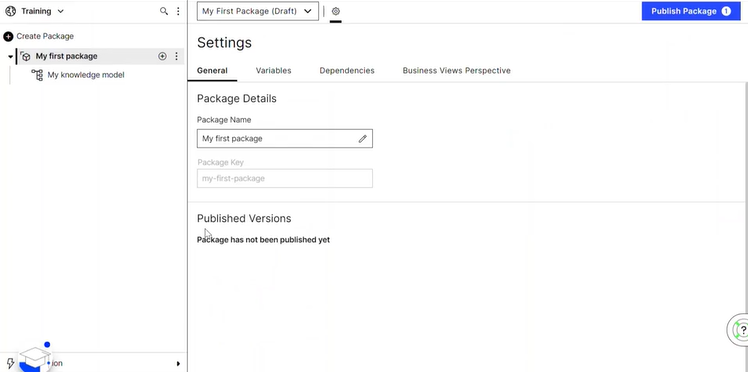 Training
Create Package
My first package
My knowledge model
ion
My First Package (Draft)
Publish Package 1
Settings
General Variables Dependencies Business Views Perspective
Package Details
Package Name
My first package
Package Key
my-first-package
Published Versions
Package has not been published yet
?